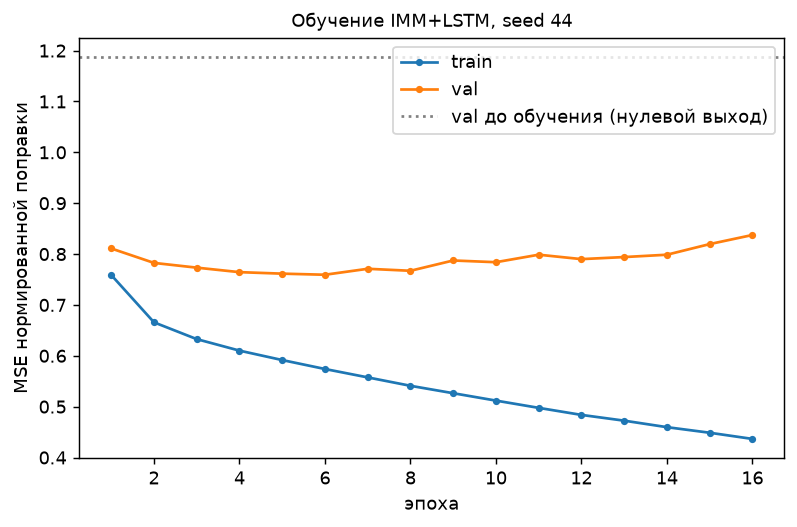 Обучение IMM+LSTM, seed 44
MSE нормированной поправки
1.2
1.1
1.0
0.9
0.8
0.7
0.6
0.5
0.4
train
val
val до обучения (нулевой выход)
2 4 6 8 10 12 14 16
эпоха